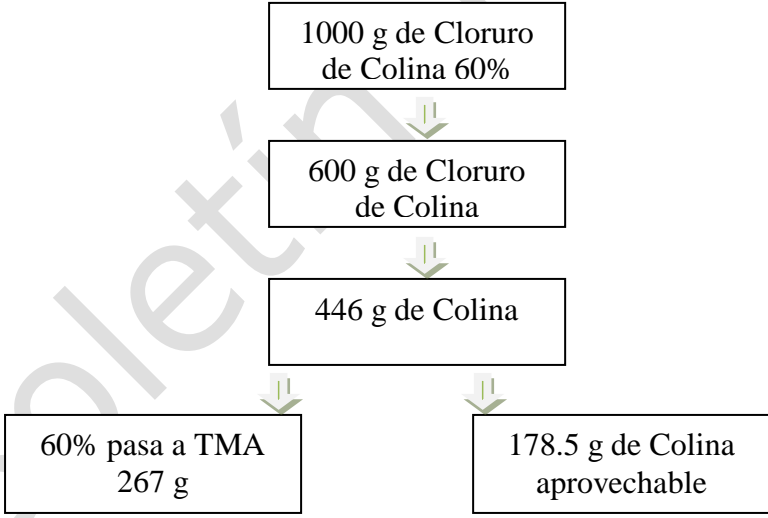 1000 g de Cloruro
de Colina 60%
600 g de Cloruro
de Colina
446 g de Colina
60% pasa a TMA
267 g
178.5 g de Colina
aprovechable